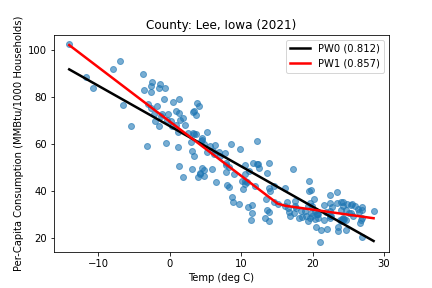 County: Lee, Iowa (2021)
Per-Capita Consumption (MMBtu/1000 Households)
100
80
60
40
20
PW0 (0.812)
PW1 (0.857)
−10
0
10
20
30
Temp (deg C)